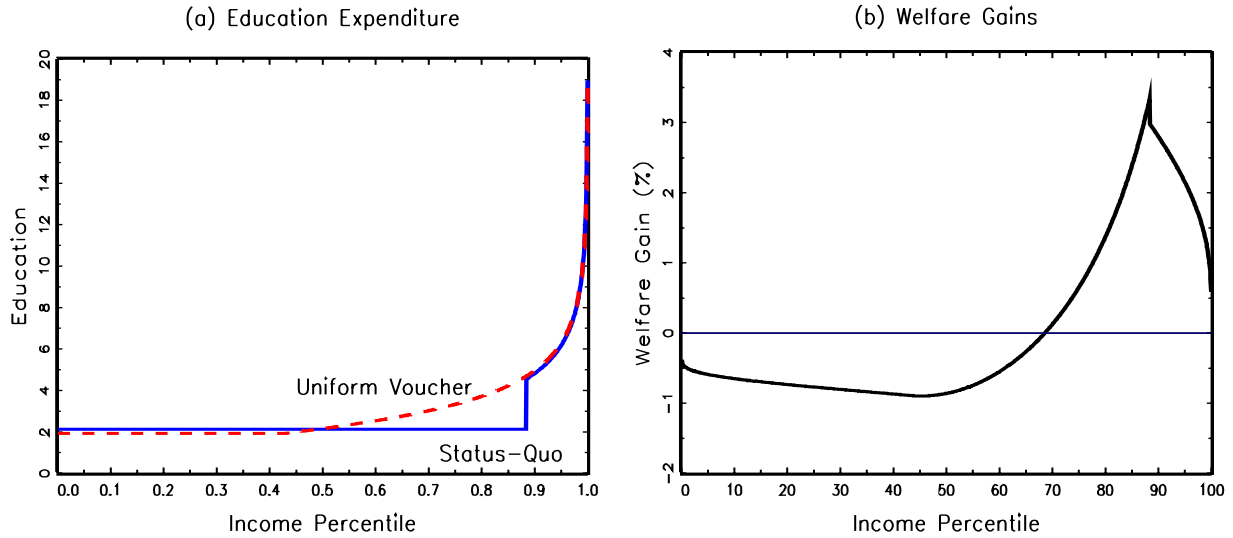 (a) Education Expenditure
20
18
16
14
12
10
8
6
4
2
0
Education
Uniform Voucher
Status-Quo
0.0 0.1 0.2 0.3 0.4 0.5 0.6 0.7 0.8 0.9 1.0
Income Percentile
(b) Welfare Gains
4
3
2
1
0
-1
-2
Welfare Gain (%)
0 10 20 30 40 50 60 70 80 90 100
Income Percentile